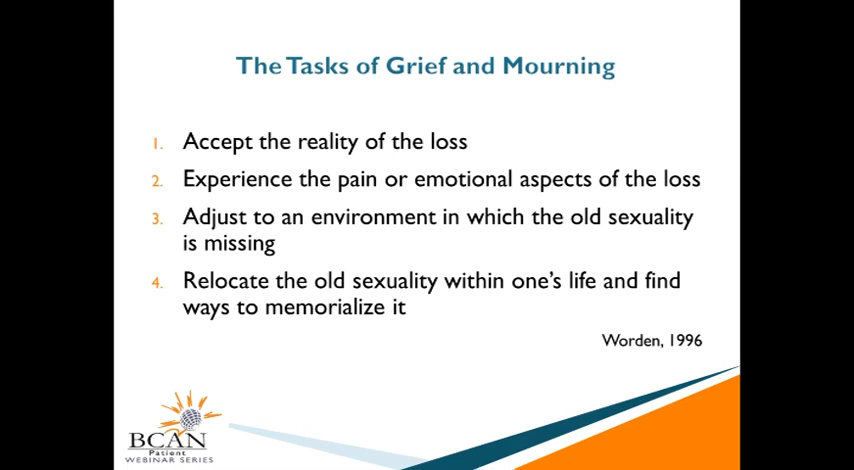 The Tasks of Grief and Mourning
1. Accept the reality of the loss
2. Experience the pain or emotional aspects of the loss
3. Adjust to an environment in which the old sexuality
is missing
4. Relocate the old sexuality within one's life and find
ways to memorialize it
Worden, 1996
BCAN
Patient
WEBINAR SERIES